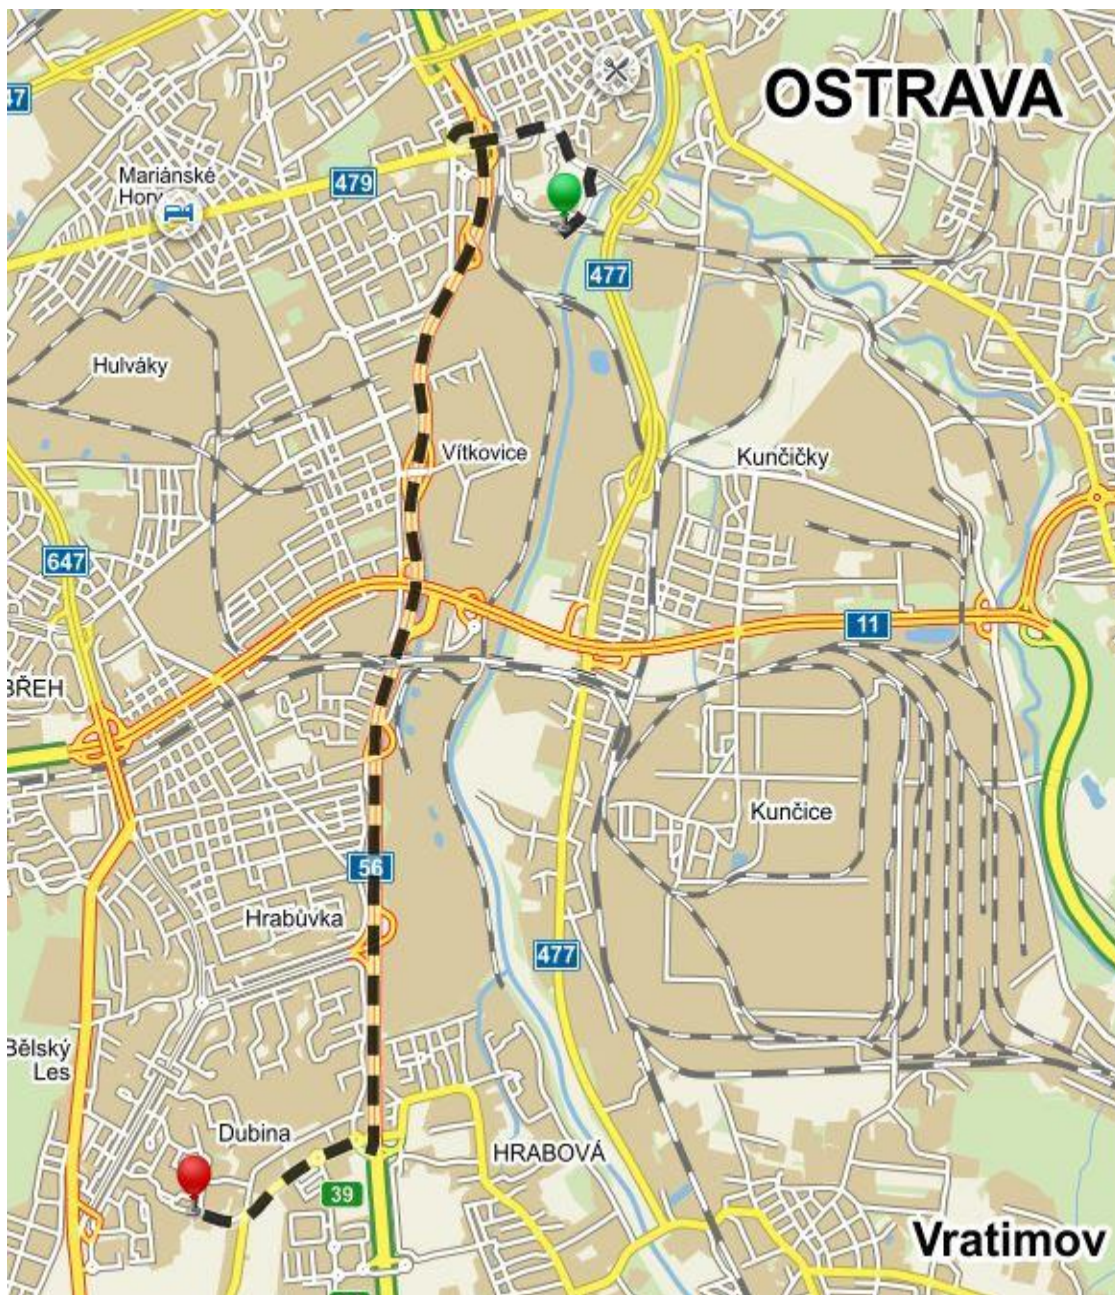 OSTRAVA
47
Mariánské
Hory
479
477
Hulváky
Vítkovice
Kunčičky
647
11
BŘEH
Kunčice
56
Hrabůvka
477
Bělský
Les
Dubina
HRABOVÁ
39
Vratimov